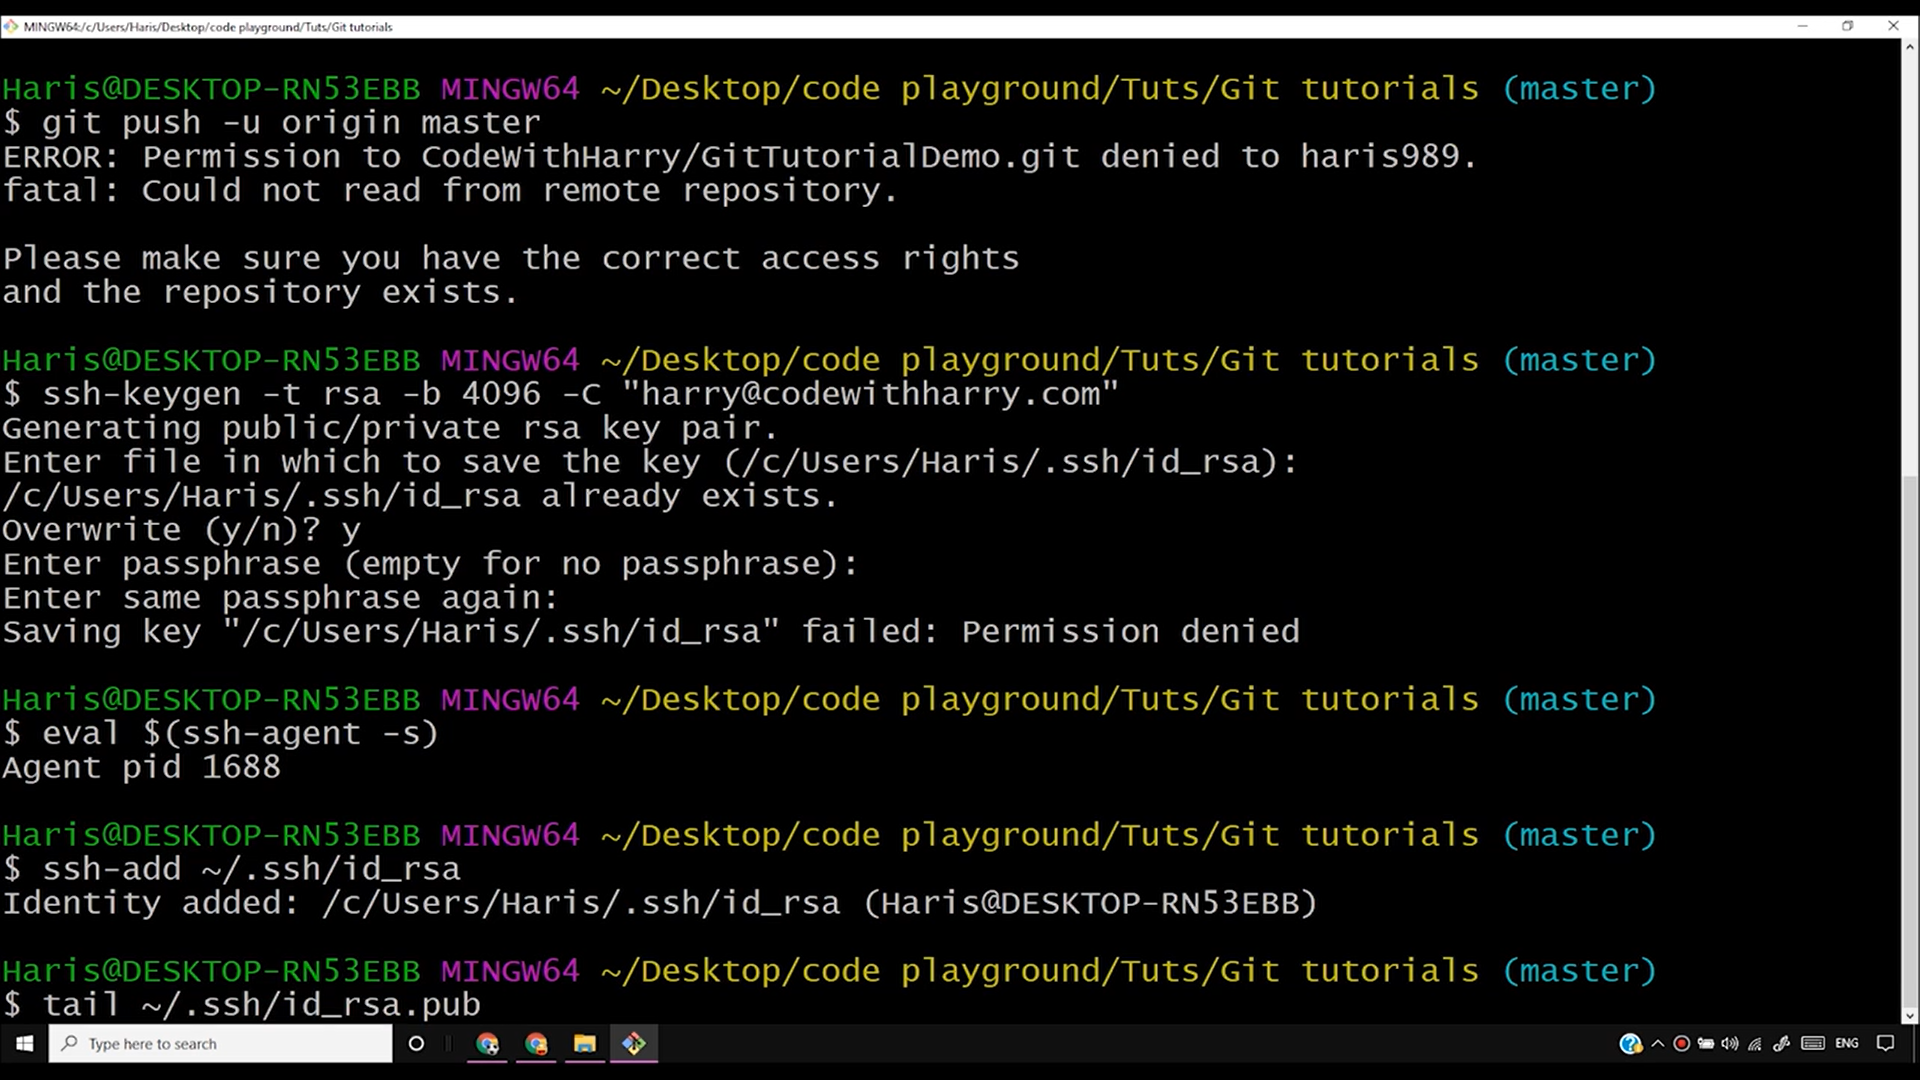 MINGW64:/c/Users/Haris/Desktop/code playground/Tuts/Git tutorials
Haris@DESKTOP-RN53EBB MINGW64 ~/Desktop/code playground/Tuts/Git tutorials (master)
$ git push -u origin master
ERROR: Permission to CodeWithHarry/GitTutorialDemo.git denied to haris989.
fatal: Could not read from remote repository.
Please make sure you have the correct access rights
and the repository exists.
Haris@DESKTOP-RN53EBB MINGW64 ~/Desktop/code playground/Tuts/Git tutorials (master)
$ ssh-keygen -t rsa -b 4096 -C "harry@codewithharry.com"
Generating public/private rsa key pair.
Enter file in which to save the key (/c/Users/Haris/.ssh/id_rsa):
/c/Users/Haris/.ssh/id_rsa already exists.
Overwrite (y/n)? y
Enter passphrase (empty for no passphrase):
Enter same passphrase again:
Saving key "/c/Users/Haris/.ssh/id_rsa" failed: Permission denied
Haris@DESKTOP-RN53EBB MINGW64 ~/Desktop/code playground/Tuts/Git tutorials (master)
$ eval $(ssh-agent -s)
Agent pid 1688
Haris@DESKTOP-RN53EBB MINGW64 ~/Desktop/code playground/Tuts/Git tutorials (master)
$ ssh-add ~/.ssh/id_rsa
Identity added: /c/Users/Haris/.ssh/id_rsa (Haris@DESKTOP-RN53EBB)
Haris@DESKTOP-RN53EBB MINGW64 ~/Desktop/code playground/Tuts/Git tutorials (master)
$ tail ~/.ssh/id_rsa.pub
Type here to search
ENG